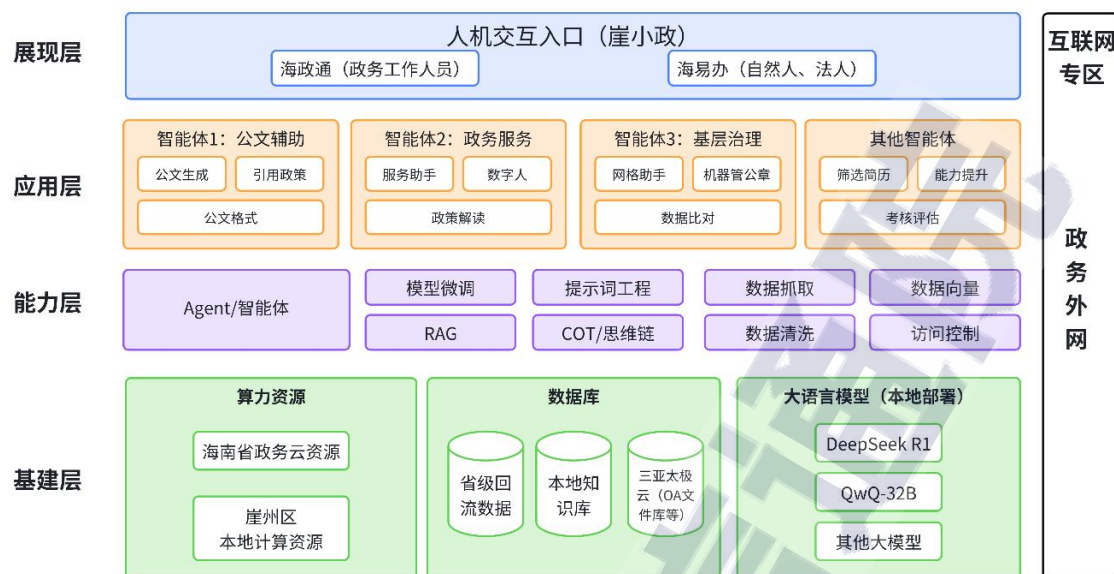 展现层
人机交互入口（崖小政）
海政通（政务工作人员）
海易办（自然人、法人）
互联网
专区
应用层
智能体1：公文辅助
公文生成
引用政策
公文格式
智能体2：政务服务
服务助手
数字人
政策解读
智能体3：基层治理
网格助手
机器管公章
数据比对
其他智能体
筛选简历
能力提升
考核评估
政
务
外
网
能力层
Agent/智能体
模型微调
提示词工程
数据抓取
数据向量
RAG
COT/思维链
数据清洗
访问控制
基建层
算力资源
海南省政务云资源
崖州区
本地计算资源
数据库
省级回
流数据
本地知
识库
三亚太极
云（OA文
件库等）
大语言模型（本地部署）
DeepSeek R1
QwQ-32B
其他大模型